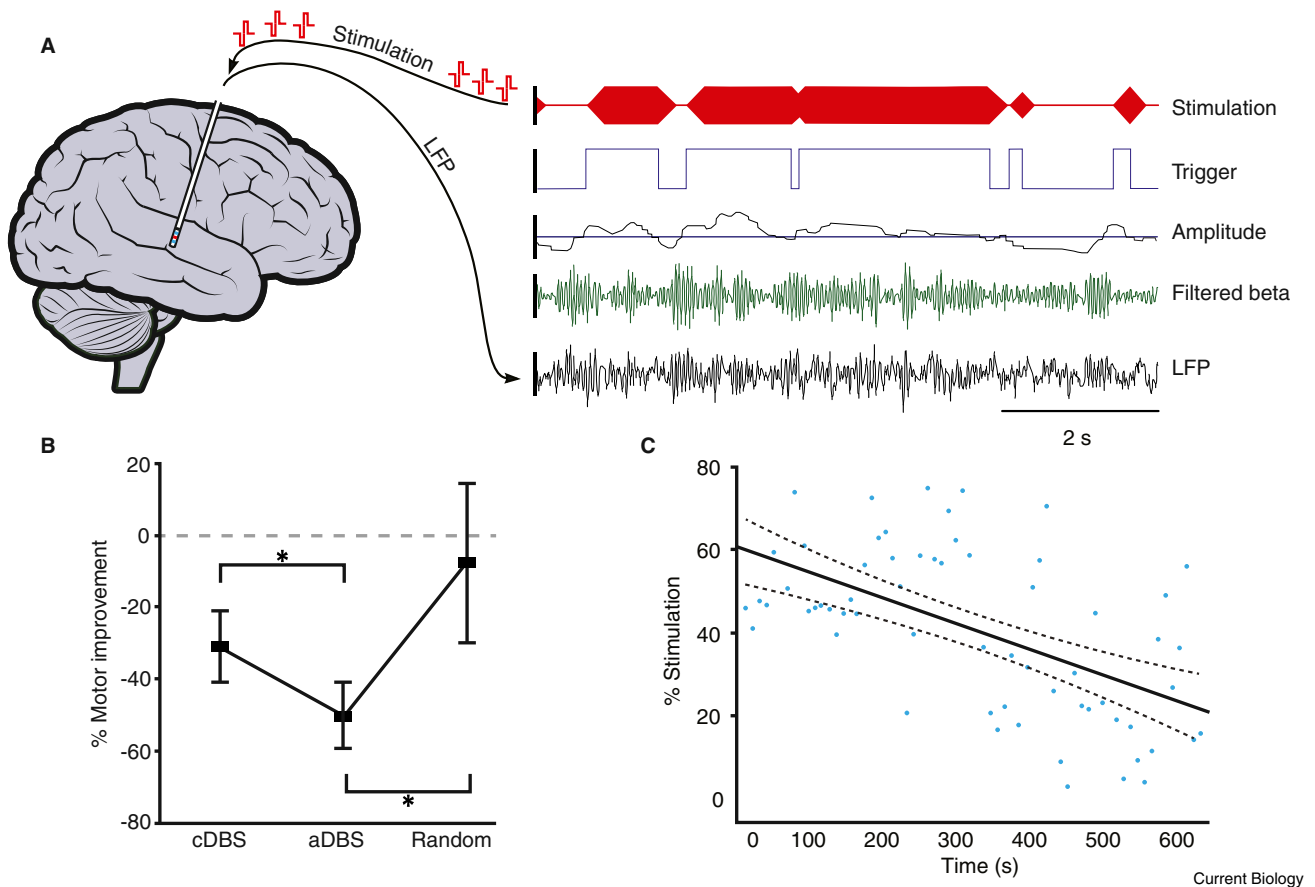 A
Stimulation
LFP
Stimulation
Trigger
Amplitude
Filtered beta
LFP
2 s
B
20
0
-20
-40
-60
-80
% Motor improvement
*
*
cDBS
aDBS
Random
C
80
60
40
20
0
% Stimulation
0 100 200 300 400 500 600
Time (s)
Current Biology